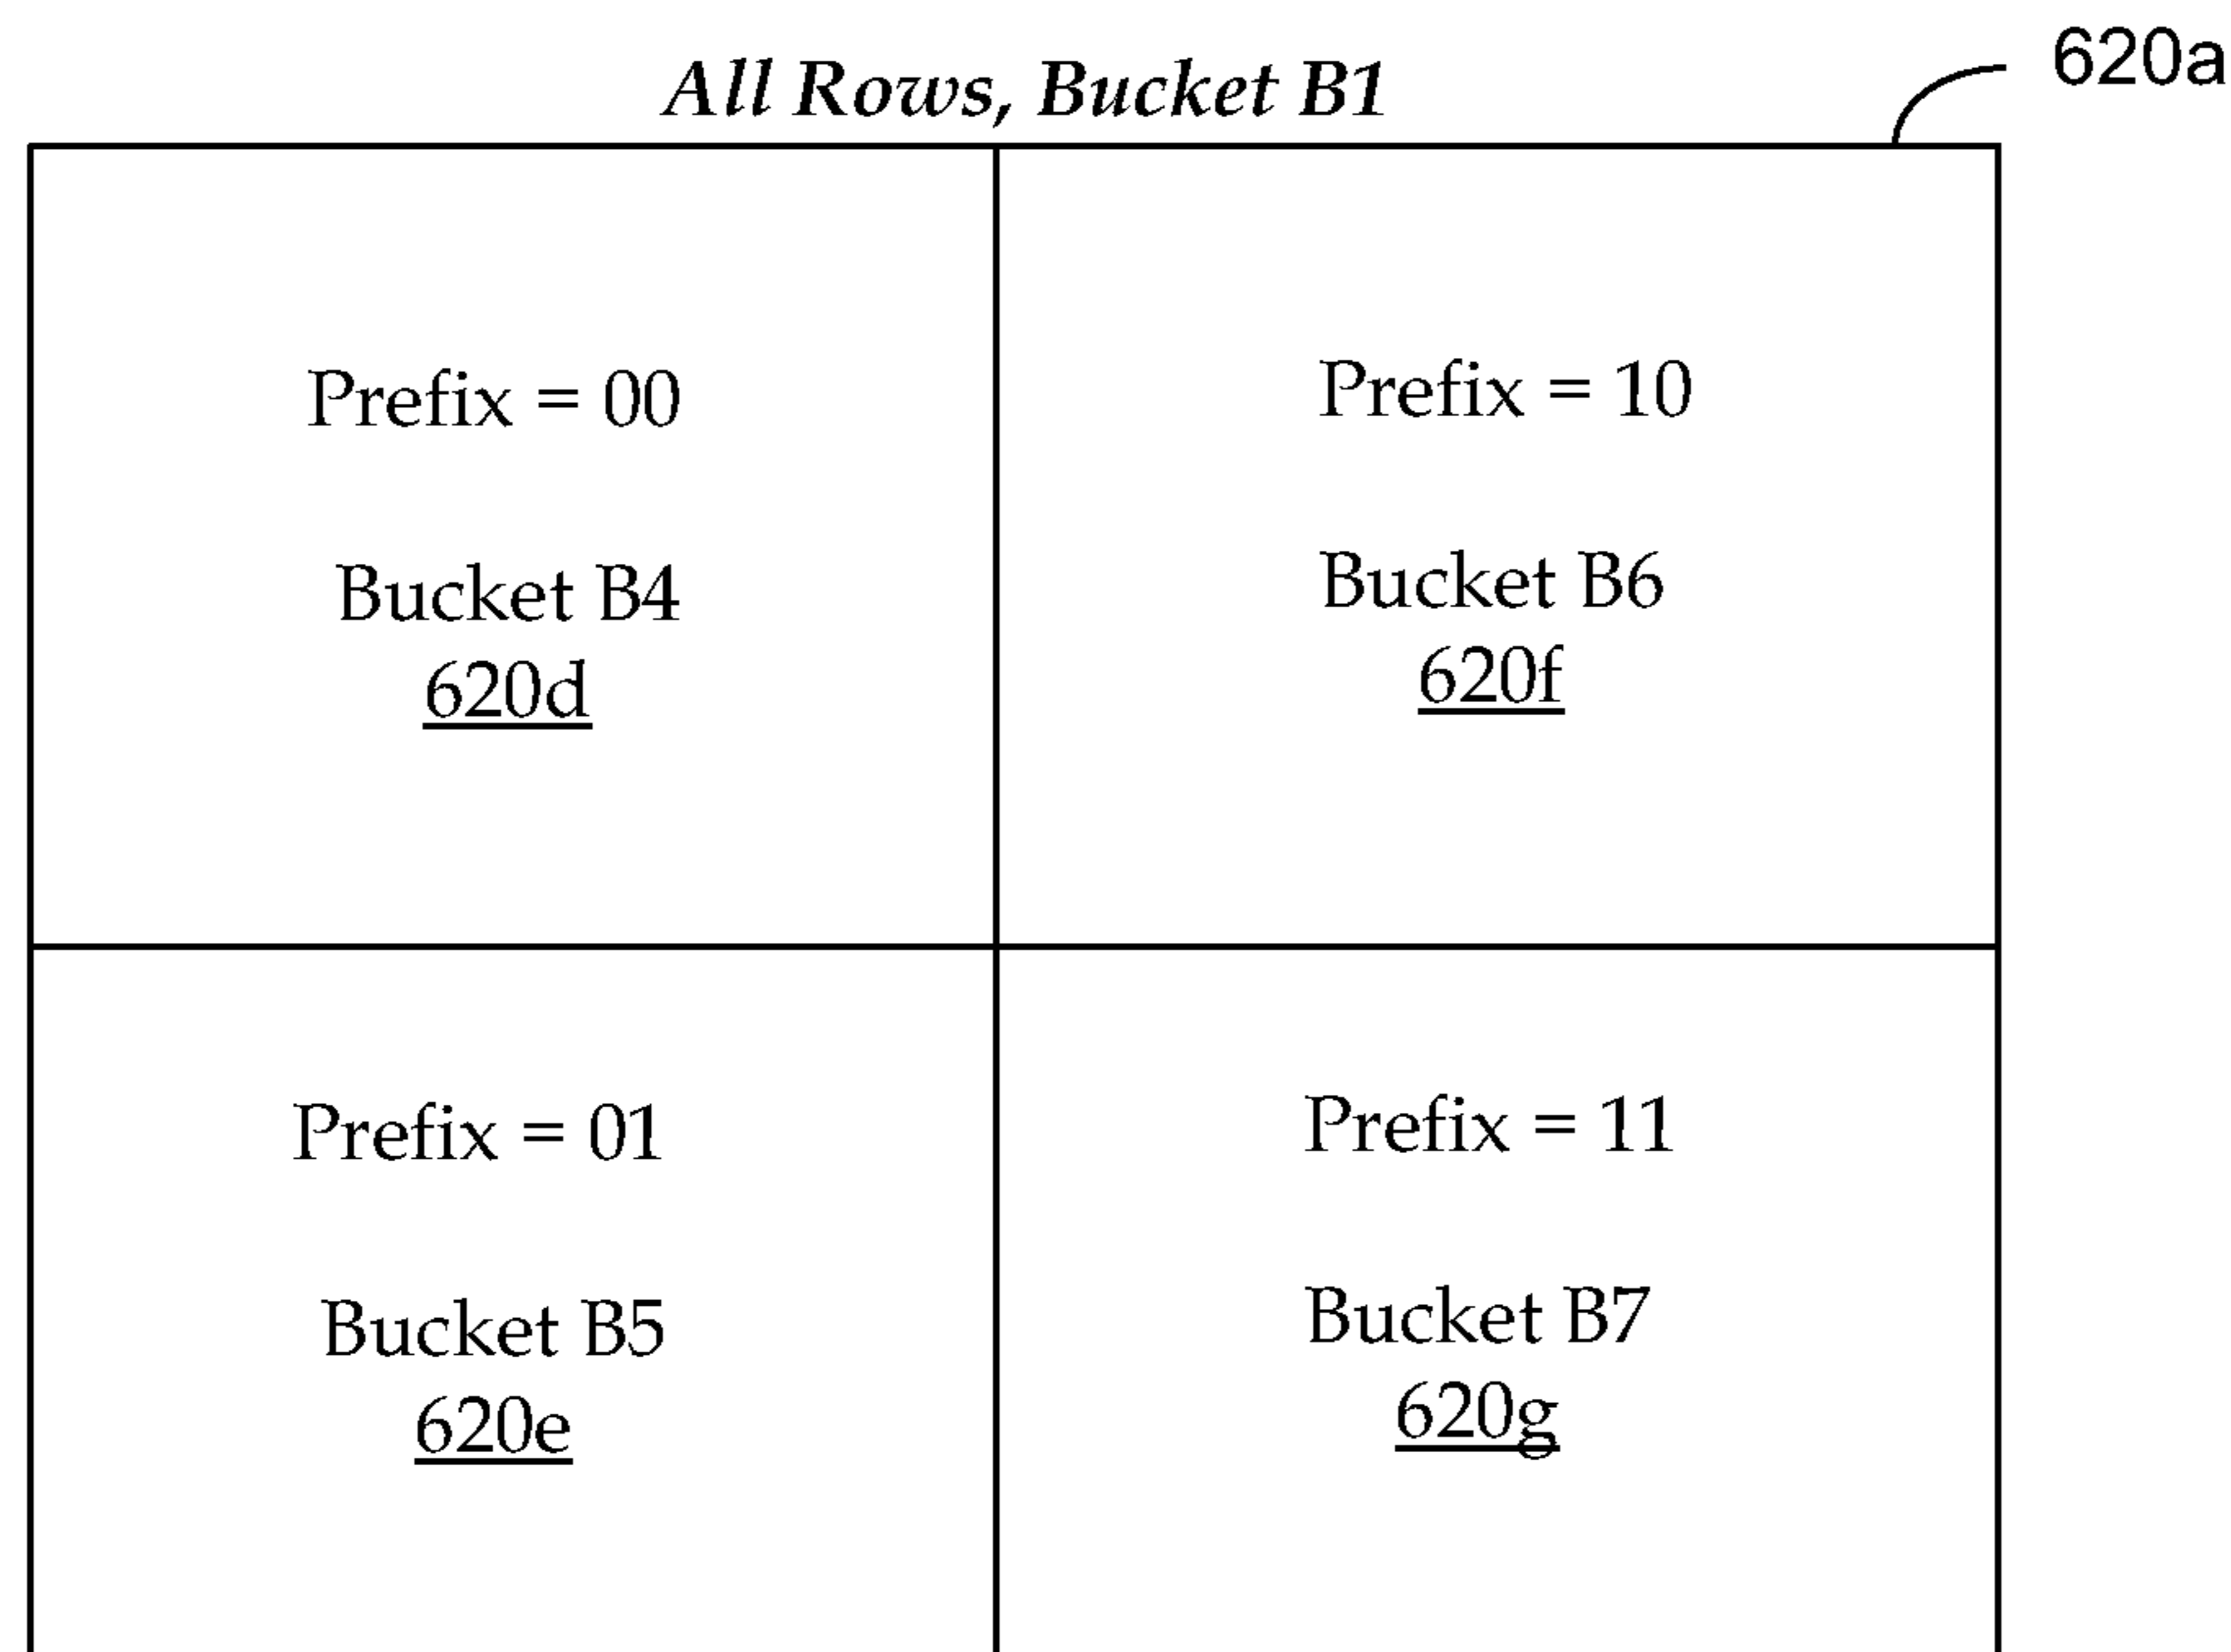 All Rows, Bucket B1
620a
Prefix = 00
Bucket B4
620d
Prefix = 10
Bucket B6
620f
Prefix = 01
Bucket B5
620e
Prefix = 11
Bucket B7
620g